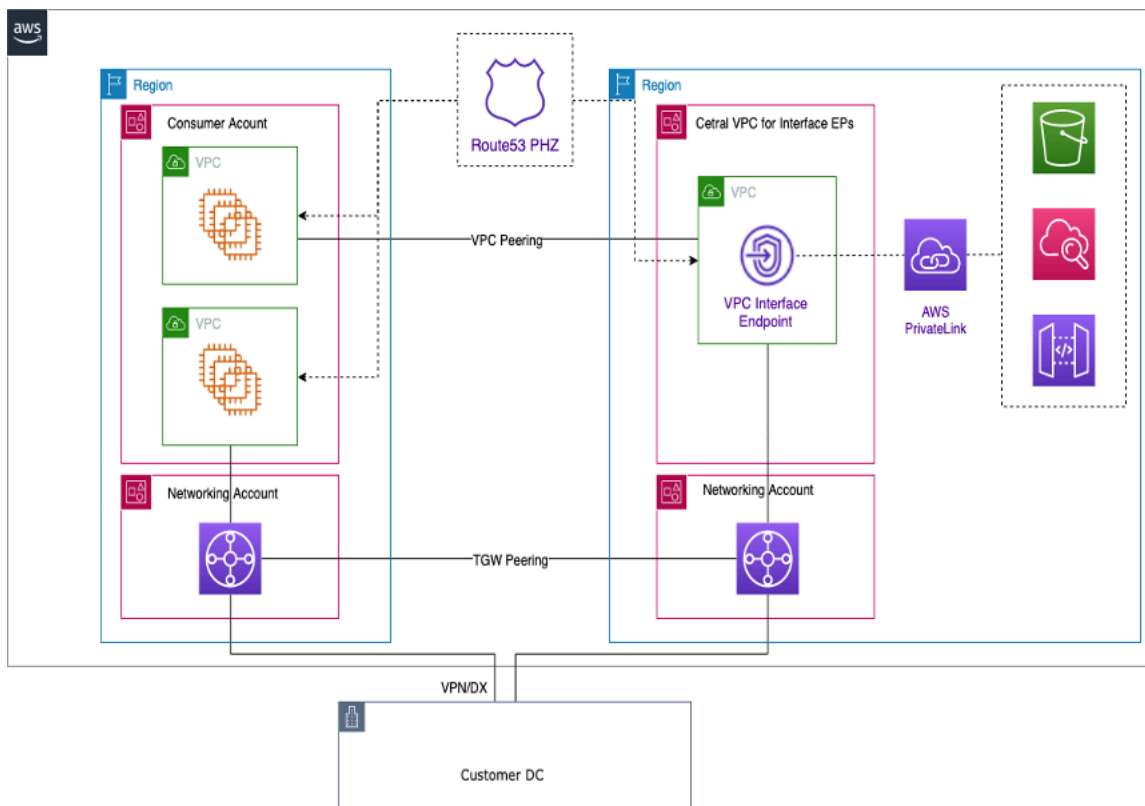 aws
Region
Consumer Acount
VPC
VPC
Networking Account
Route53 PHZ
VPC Peering
TGW Peering
Region
Cetral VPC for Interface EPs
VPC
VPC Interface
Endpoint
AWS
PrivateLink
</>
Networking Account
VPN/DX
Customer DC